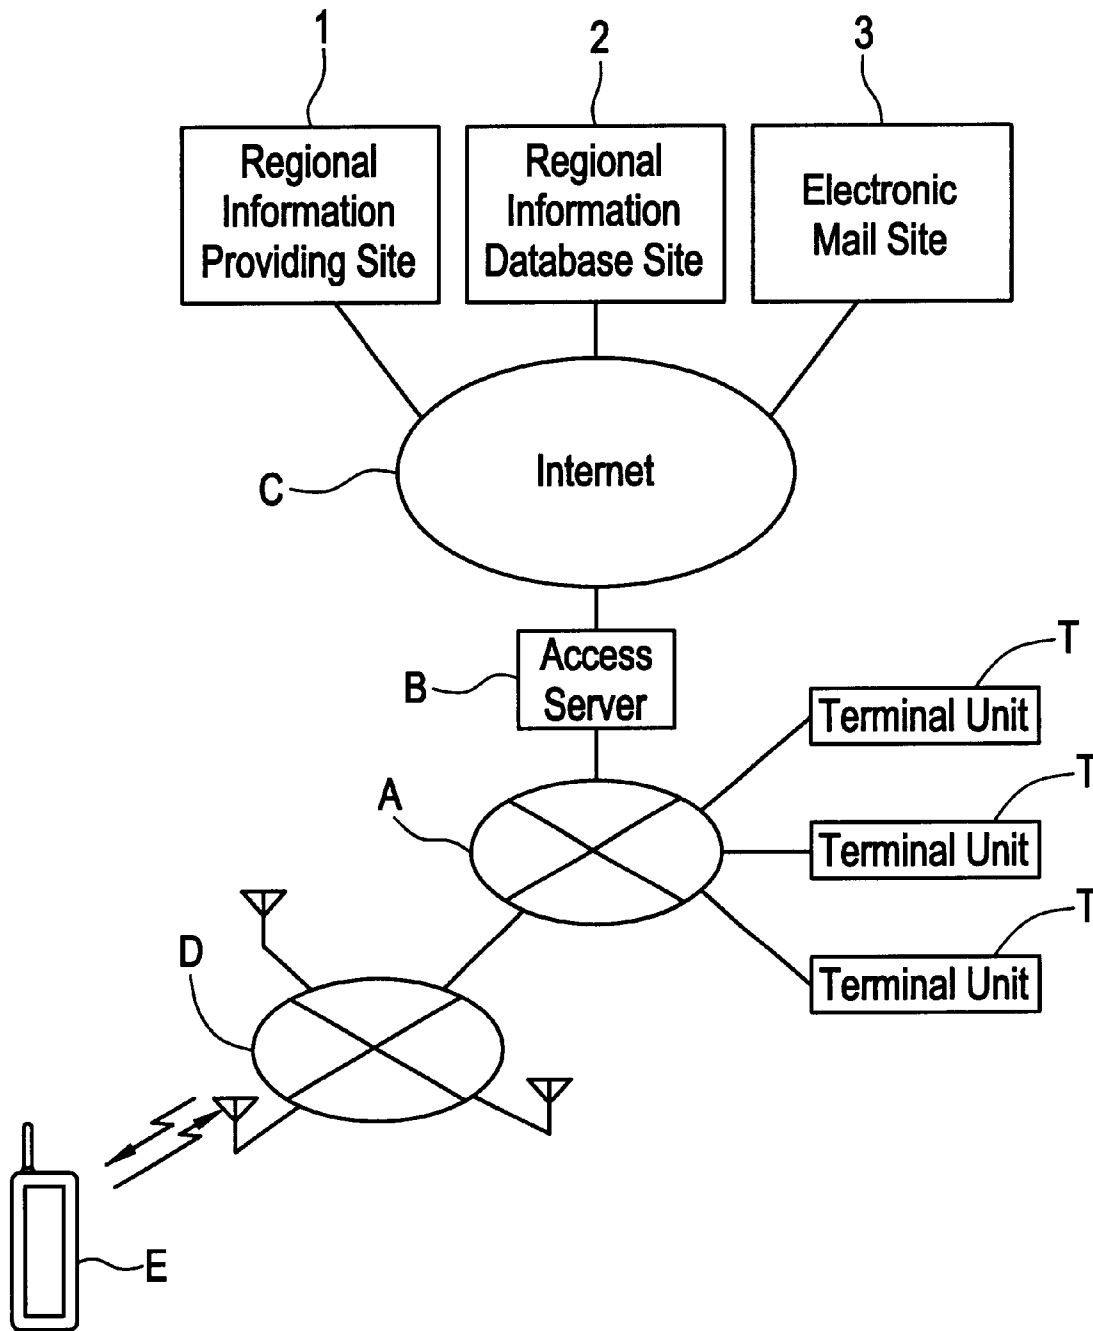 1
2
3
Regional
Information
Providing Site
Regional
Information
Database Site
Electronic
Mail Site
C
Internet
B
Access
Server
T
Terminal Unit
A
T
Terminal Unit
T
Terminal Unit
D
E